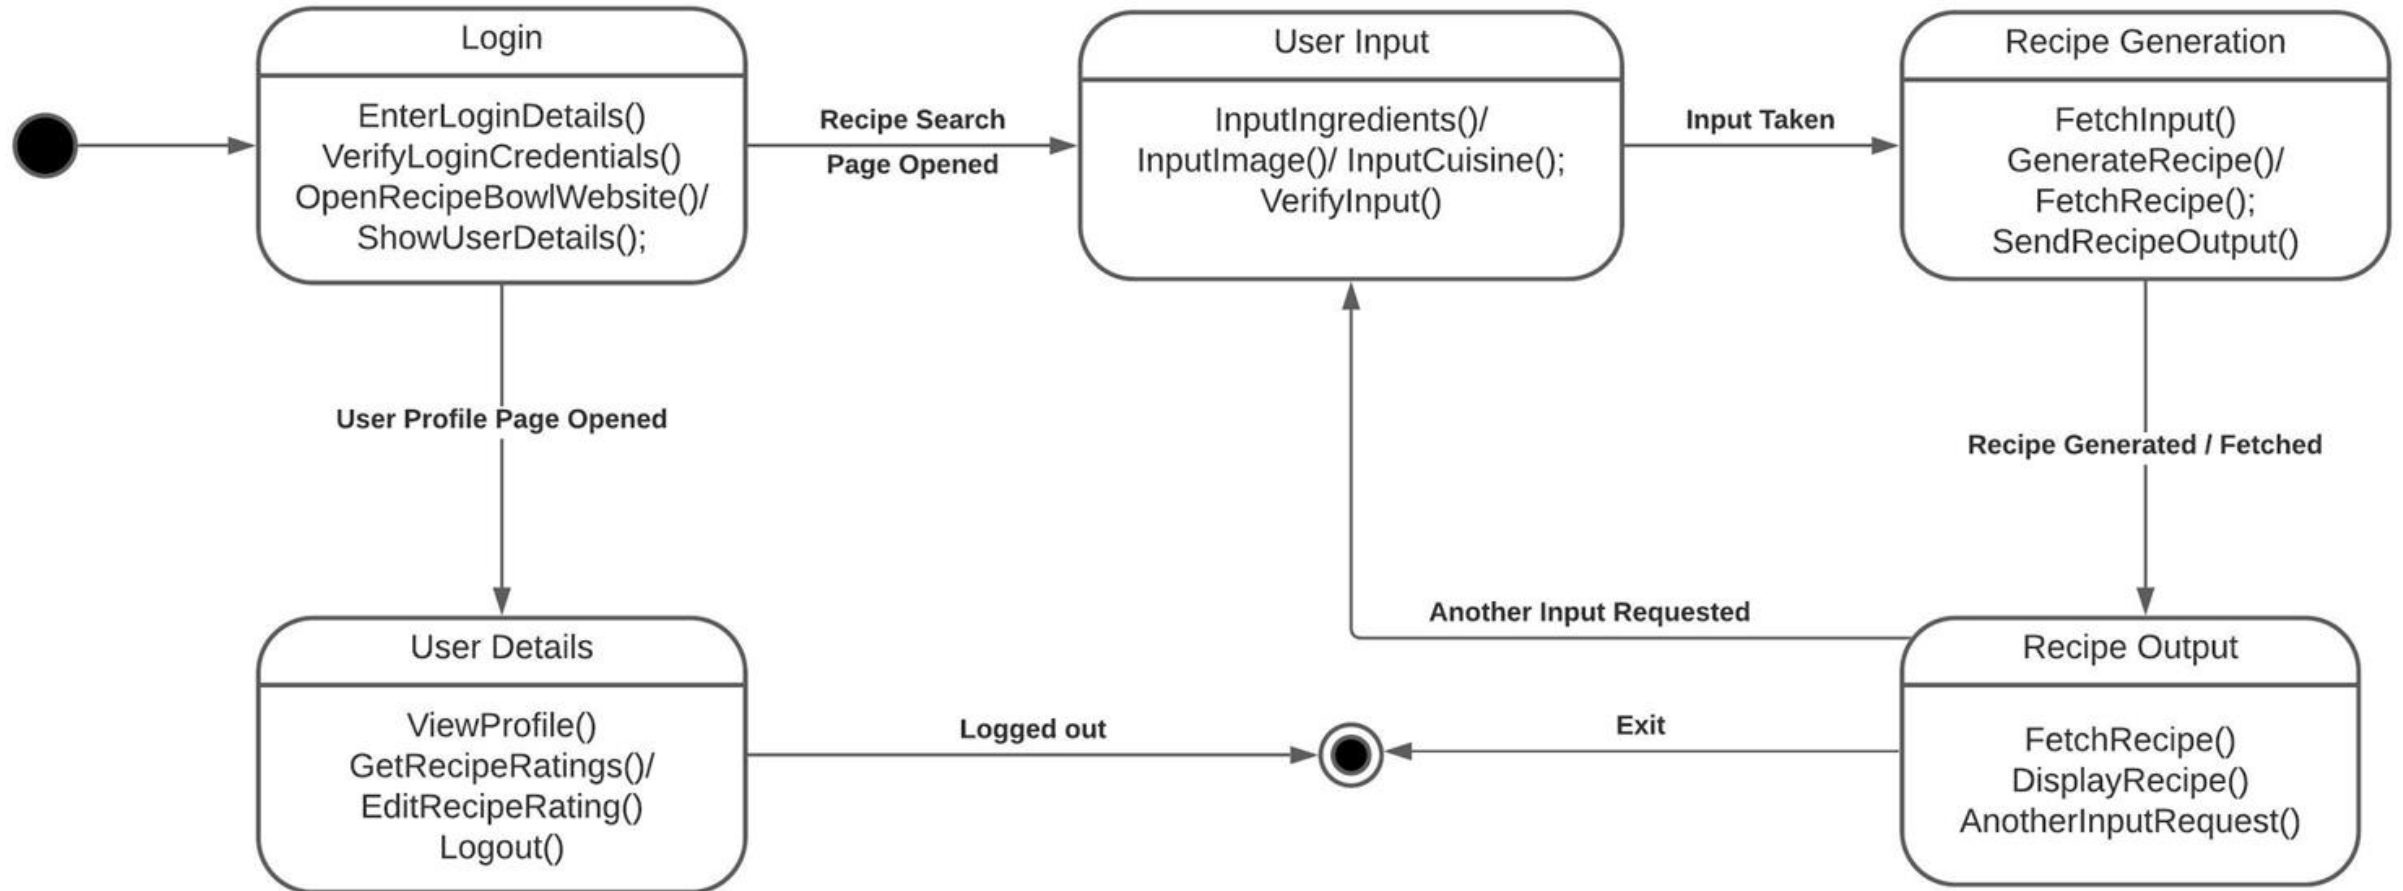 Login
EnterLoginDetails()
VerifyLoginCredentials()
OpenRecipeBowlWebsite()/
ShowUserDetails();
Recipe Search
Page Opened
User Input
InputIngredients()/
InputImage()/ InputCuisine();
VerifyInput()
Input Taken
Recipe Generation
FetchInput()
GenerateRecipe()/
FetchRecipe();
SendRecipeOutput()
User Profile Page Opened
Recipe Generated / Fetched
Another Input Requested
User Details
ViewProfile()
GetRecipeRatings()/
EditRecipeRating()
Logout()
Logged out
Exit
Recipe Output
FetchRecipe()
DisplayRecipe()
AnotherInputRequest()